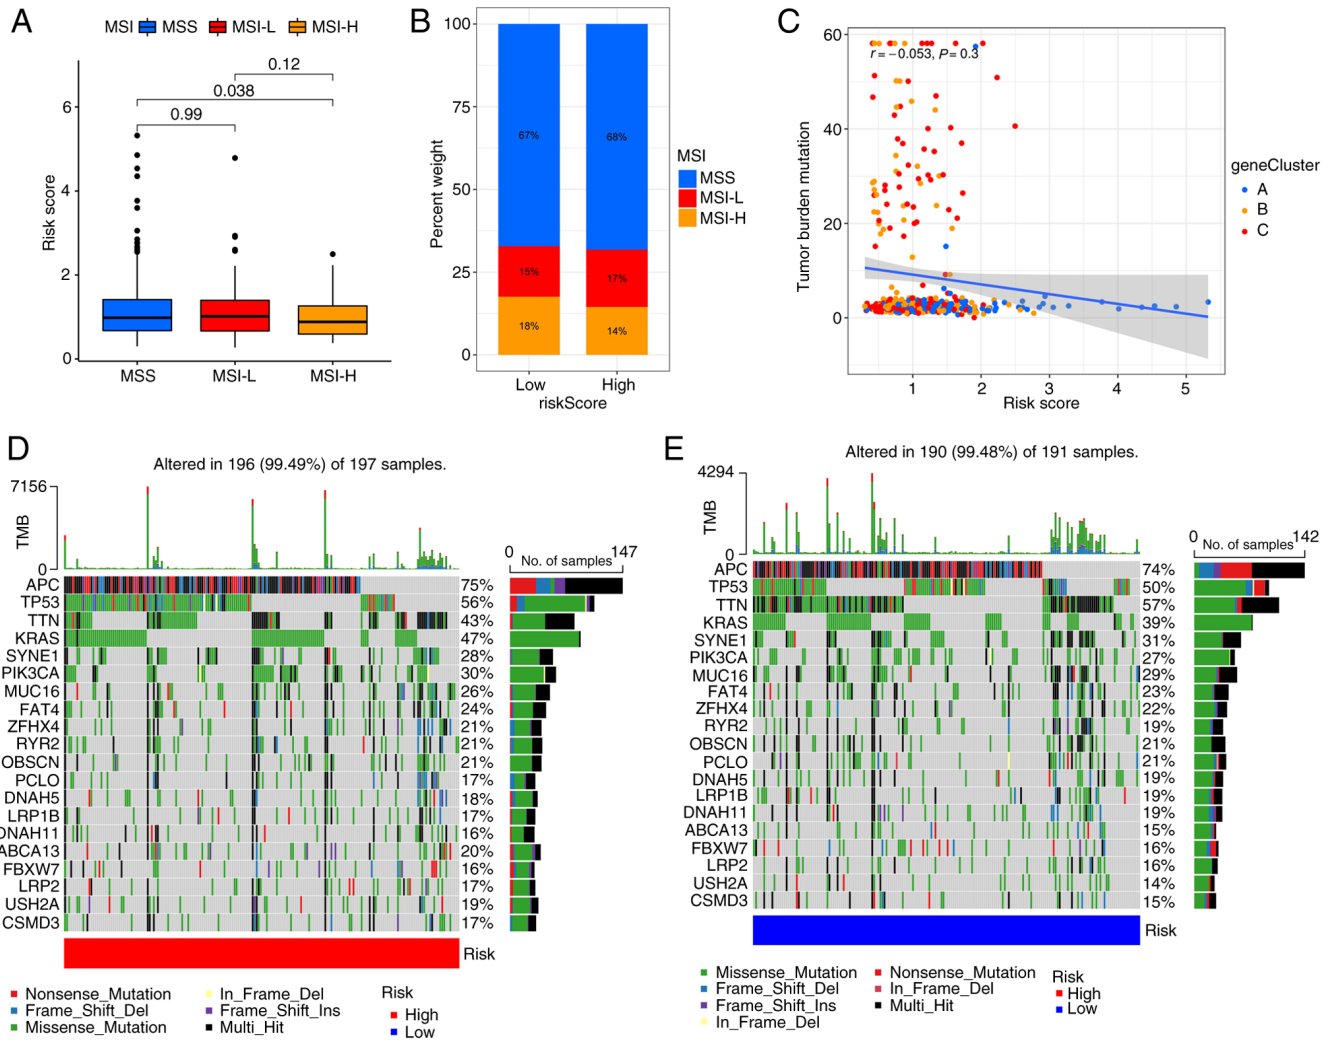 A
MSI MSS MSI-L MSI-H
0.12
0.038
0.99
Risk score
6
4
2
0
MSS MSI-L MSI-H
B
Percent weight
100
75
50
25
0
67%
68%
15%
17%
18%
14%
Low High
riskScore
MSI
MSS
MSI-L
MSI-H
C
r=−0.053, P=0.3
Tumor burden mutation
60
40
20
0
1 2 3 4 5
Risk score
geneCluster
A
B
C
D
Altered in 196 (99.49%) of 197 samples.
7156
TMB
0
0 147
No. of samples
APC 75%
TP53 56%
TTN 43%
KRAS 47%
SYNE1 28%
PIK3CA 30%
MUC16 26%
FAT4 24%
ZFHX4 21%
RYR2 21%
OBSCN 21%
PCLO 17%
DNAH5 18%
LRP1B 17%
DNAH11 16%
ABCA13 20%
FBXW7 16%
LRP2 17%
USH2A 19%
CSMD3 17%
Risk
Nonsense_Mutation
Frame_Shift_Del
Missense_Mutation
In_Frame_Del
Frame_Shift_Ins
Multi_Hit
Risk
High
Low
E
Altered in 190 (99.48%) of 191 samples.
4294
TMB
0
0 142
No. of samples
APC 74%
TP53 50%
TTN 57%
KRAS 39%
SYNE1 31%
PIK3CA 27%
MUC16 29%
FAT4 23%
ZFHX4 22%
RYR2 19%
OBSCN 21%
PCLO 21%
DNAH5 19%
LRP1B 19%
DNAH11 19%
ABCA13 15%
FBXW7 16%
LRP2 16%
USH2A 14%
CSMD3 15%
Risk
Missense_Mutation
Frame_Shift_Del
Frame_Shift_Ins
In_Frame_Del
Nonsense_Mutation
In_Frame_Del
Multi_Hit
Risk
High
Low